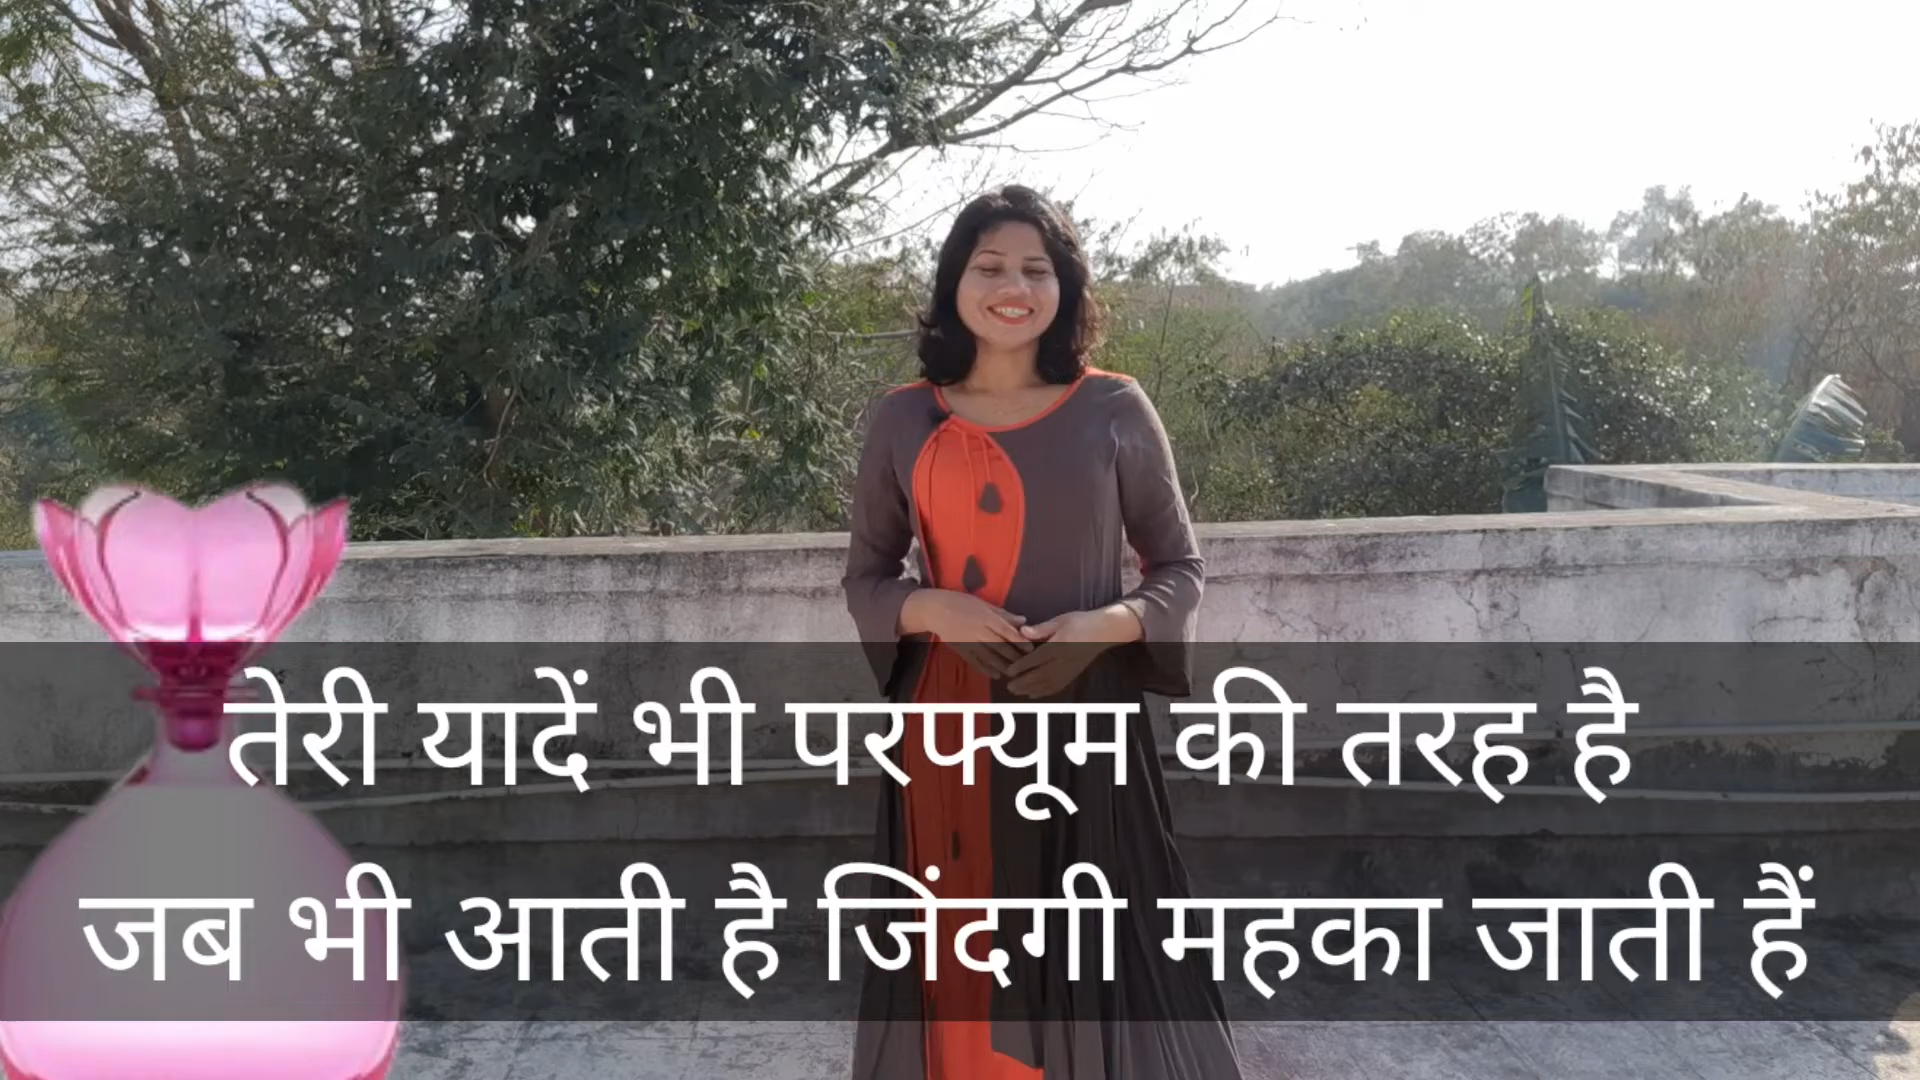 तेरी यादें भी परफ्यूम की तरह है
जब भी आती है जिंदगी महका जाती हैं